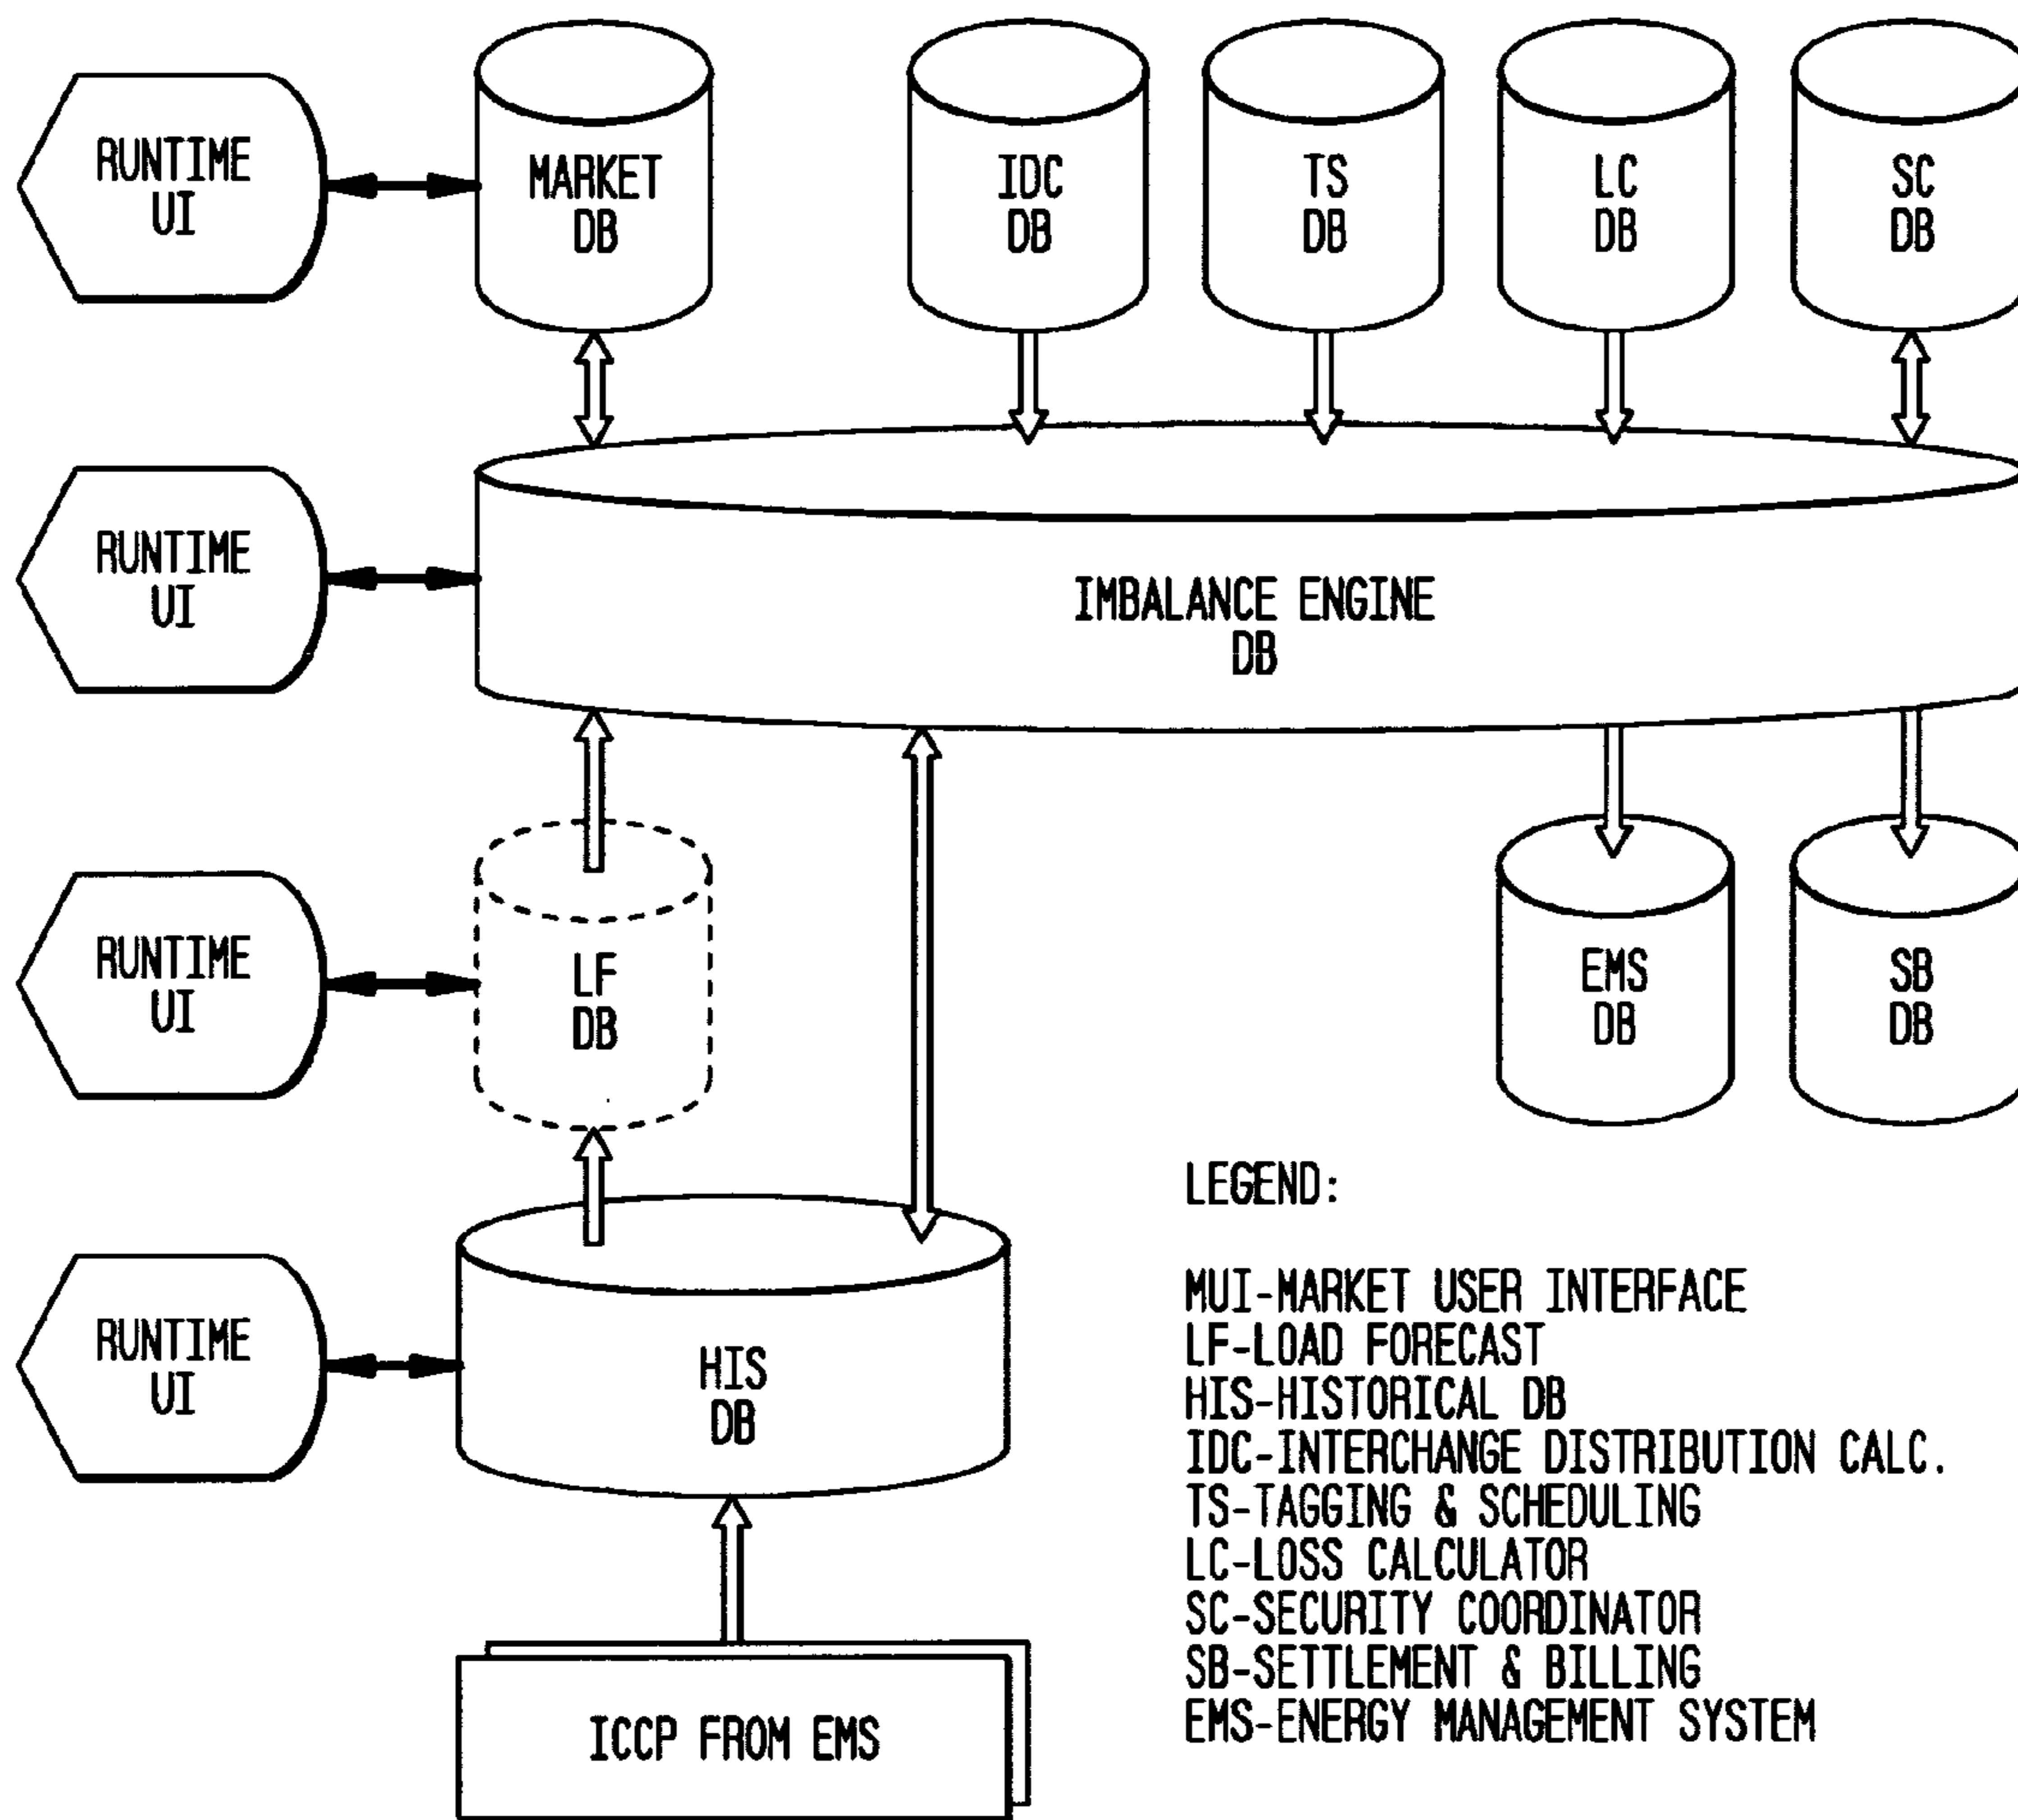 RUNTIME
UI
MARKET
DB
IDC
DB
TS
DB
LC
DB
SC
DB
RUNTIME
UI
IMBALANCE ENGINE
DB
RUNTIME
UI
LF
DB
EMS
DB
SB
DB
RUNTIME
UI
HIS
DB
ICCP FROM EMS
LEGEND:
MUI-MARKET USER INTERFACE
LF-LOAD FORECAST
HIS-HISTORICAL DB
IDC-INTERCHANGE DISTRIBUTION CALC.
TS-TAGGING & SCHEDULING
LC-LOSS CALCULATOR
SC-SECURITY COORDINATOR
SB-SETTLEMENT & BILLING
EMS-ENERGY MANAGEMENT SYSTEM